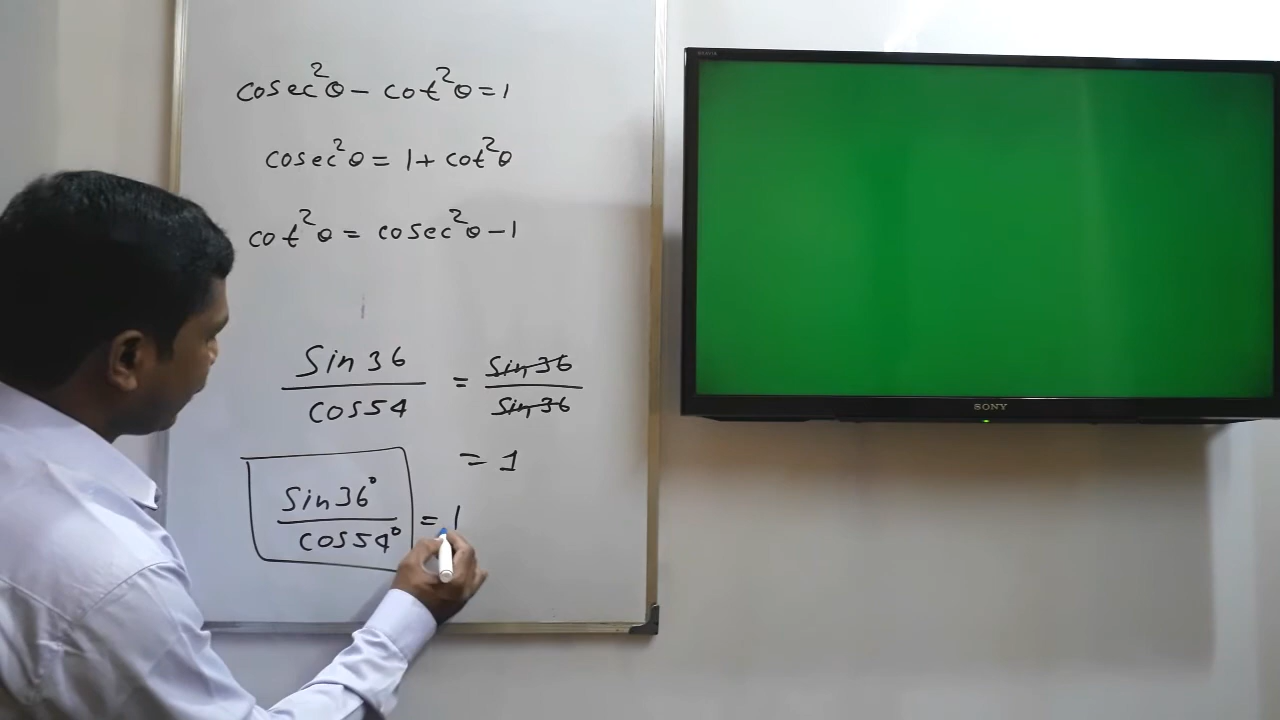 cosec²θ - cot²θ = 1
cosec²θ = 1 + cot²θ
cot²θ = cosec²θ - 1
Sin 36 / cos 54 = Sin 36 / Sin 36
= 1
Sin 36° / cos 54° = 1
BRAVIA
SONY